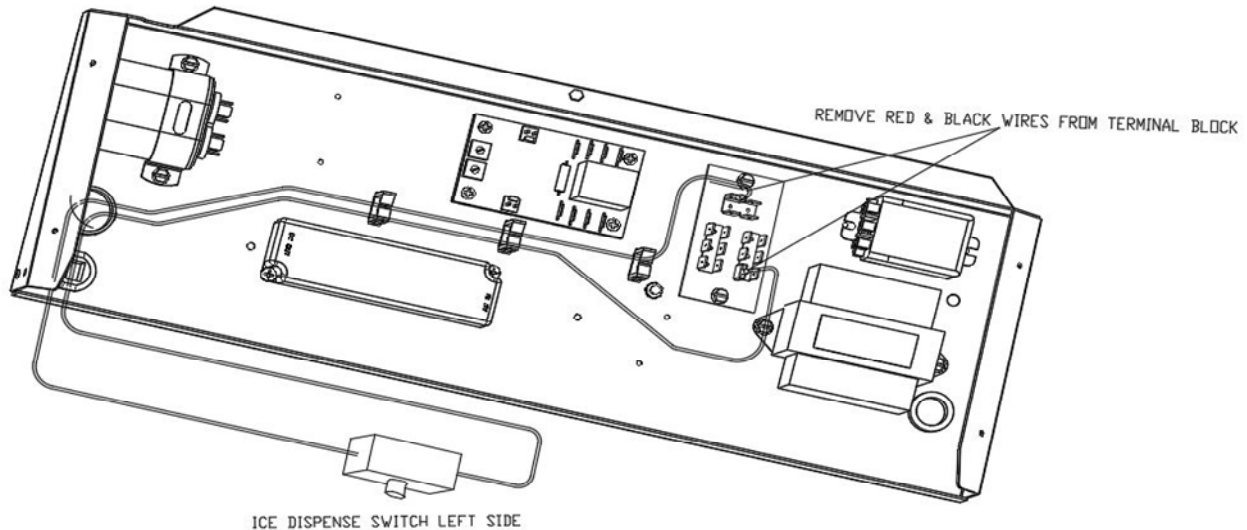 REMOVE RED & BLACK WIRES FROM TERMINAL BLOCK
ICE DISPENSE SWITCH LEFT SIDE